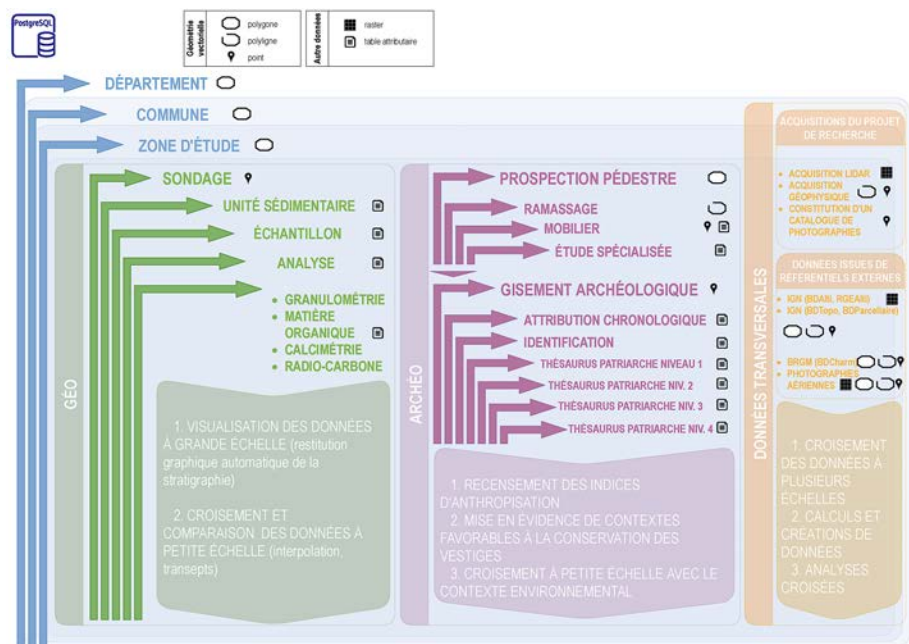 PostgreSQL
Géométrie
vectorielle
polygone
polyligne
point
Autre données
raster
table attributaire
DÉPARTEMENT
COMMUNE
ZONE D'ÉTUDE
GÉO
SONDAGE
UNITÉ SÉDIMENTAIRE
ÉCHANTILLON
ANALYSE
• GRANULOMÉTRIE
• MATIÈRE
ORGANIQUE
• CALCIMÉTRIE
• RADIO-CARBONE
1. VISUALISATION DES DONNÉES
À GRANDE ÉCHELLE (restitution
graphique automatique de la
stratigraphie)
2. CROISEMENT ET
COMPARAISON DES DONNÉES À
PETITE ÉCHELLE (interpolation,
transepts)
ARCHÉO
PROSPECTION PÉDESTRE
RAMASSAGE
MOBILIER
ÉTUDE SPÉCIALISÉE
GISEMENT ARCHÉOLOGIQUE
ATTRIBUTION CHRONOLOGIQUE
IDENTIFICATION
THÉSAURUS PATRIARCHE NIVEAU 1
THÉSAURUS PATRIARCHE NIV. 2
THÉSAURUS PATRIARCHE NIV. 3
THÉSAURUS PATRIARCHE NIV. 4
1. RECENSEMENT DES INDICES
D'ANTHROPISATION
2. MISE EN ÉVIDENCE DE CONTEXTES
FAVORABLES À LA CONSERVATION DES
VESTIGES
3. CROISEMENT À PETITE ÉCHELLE AVEC LE
CONTEXTE ENVIRONNEMENTAL
DONNÉES TRANSVERSALES
ACQUISITIONS DU PROJET
DE RECHERCHE
• ACQUISITION LIDAR
• ACQUISITION
GÉOPHYSIQUE
• CONSTITUTION D'UN
CATALOGUE DE
PHOTOGRAPHIES
DONNÉES ISSUES DE
RÉFÉRENTIELS EXTERNES
• IGN (BDAlti, RGEAlti)
• IGN (BDTopo, BDParcellaire)
• BRGM (BDCharm)
• PHOTOGRAPHIES
AÉRIENNES
1. CROISEMENT
DES DONNÉES À
PLUSIEURS
ÉCHELLES
2. CALCULS ET
CRÉATIONS DE
DONNÉES
3. ANALYSES
CROISÉES